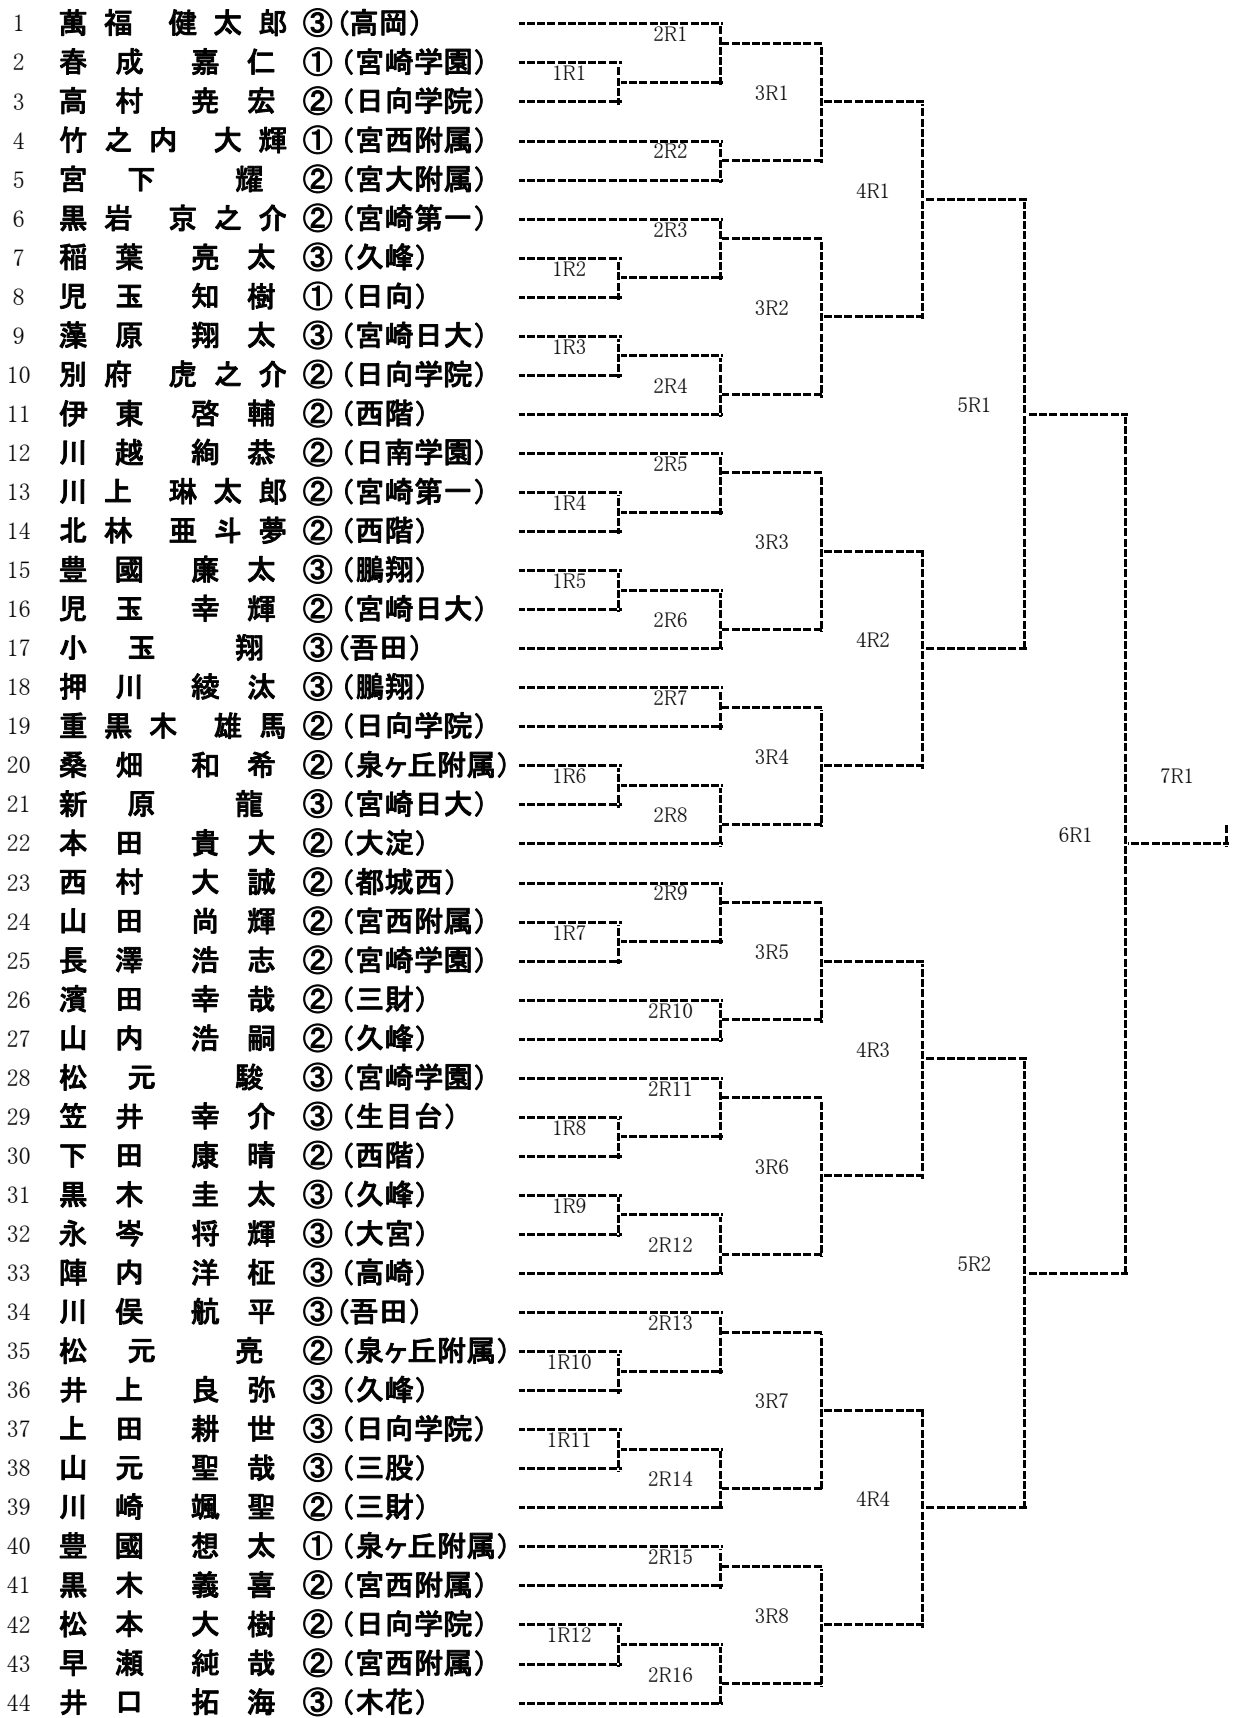 1 萬福 健太郎 ③(高岡)
2R1
2 春成 嘉仁 ①(宮崎学園)
1R1
3 高村 尭宏 ②(日向学院)
3R1
4 竹之内 大輝 ①(宮西附属)
2R2
5 宮下 耀 ②(宮大附属)
4R1
6 黒岩 京之介 ②(宮崎第一)
2R3
7 稲葉 亮太 ③(久峰)
1R2
8 児玉 知樹 ①(日向)
3R2
9 藻原 翔太 ③(宮崎日大)
1R3
10 別府 虎之介 ②(日向学院)
2R4
11 伊東 啓輔 ②(西階)
5R1
12 川越 絢恭 ②(日南学園)
2R5
13 川上 琳太郎 ②(宮崎第一)
1R4
14 北林 亜斗夢 ②(西階)
3R3
15 豊國 廉太 ③(鵬翔)
1R5
16 児玉 幸輝 ②(宮崎日大)
2R6
17 小玉 翔 ③(吾田)
4R2
18 押川 綾汰 ③(鵬翔)
2R7
19 重黒木 雄馬 ②(日向学院)
3R4
20 桑畑 和希 ②(泉ヶ丘附属)
1R6
7R1
21 新原 龍 ③(宮崎日大)
2R8
22 本田 貴大 ②(大淀)
6R1
23 西村 大誠 ②(都城西)
2R9
24 山田 尚輝 ②(宮西附属)
1R7
25 長澤 浩志 ②(宮崎学園)
3R5
26 濱田 幸哉 ②(三財)
2R10
27 山内 浩嗣 ②(久峰)
4R3
28 松元 駿 ③(宮崎学園)
2R11
29 笠井 幸介 ③(生目台)
1R8
30 下田 康晴 ②(西階)
3R6
31 黒木 圭太 ③(久峰)
1R9
32 永岑 将輝 ③(大宮)
2R12
33 陣内 洋柾 ③(高崎)
5R2
34 川俣 航平 ③(吾田)
2R13
35 松元 亮 ②(泉ヶ丘附属)
1R10
36 井上 良弥 ③(久峰)
3R7
37 上田 耕世 ③(日向学院)
1R11
38 山元 聖哉 ③(三股)
2R14
39 川崎 颯聖 ②(三財)
4R4
40 豊國 想太 ①(泉ヶ丘附属)
2R15
41 黒木 義喜 ②(宮西附属)
3R8
42 松本 大樹 ②(日向学院)
1R12
43 早瀬 純哉 ②(宮西附属)
2R16
44 井口 拓海 ③(木花)